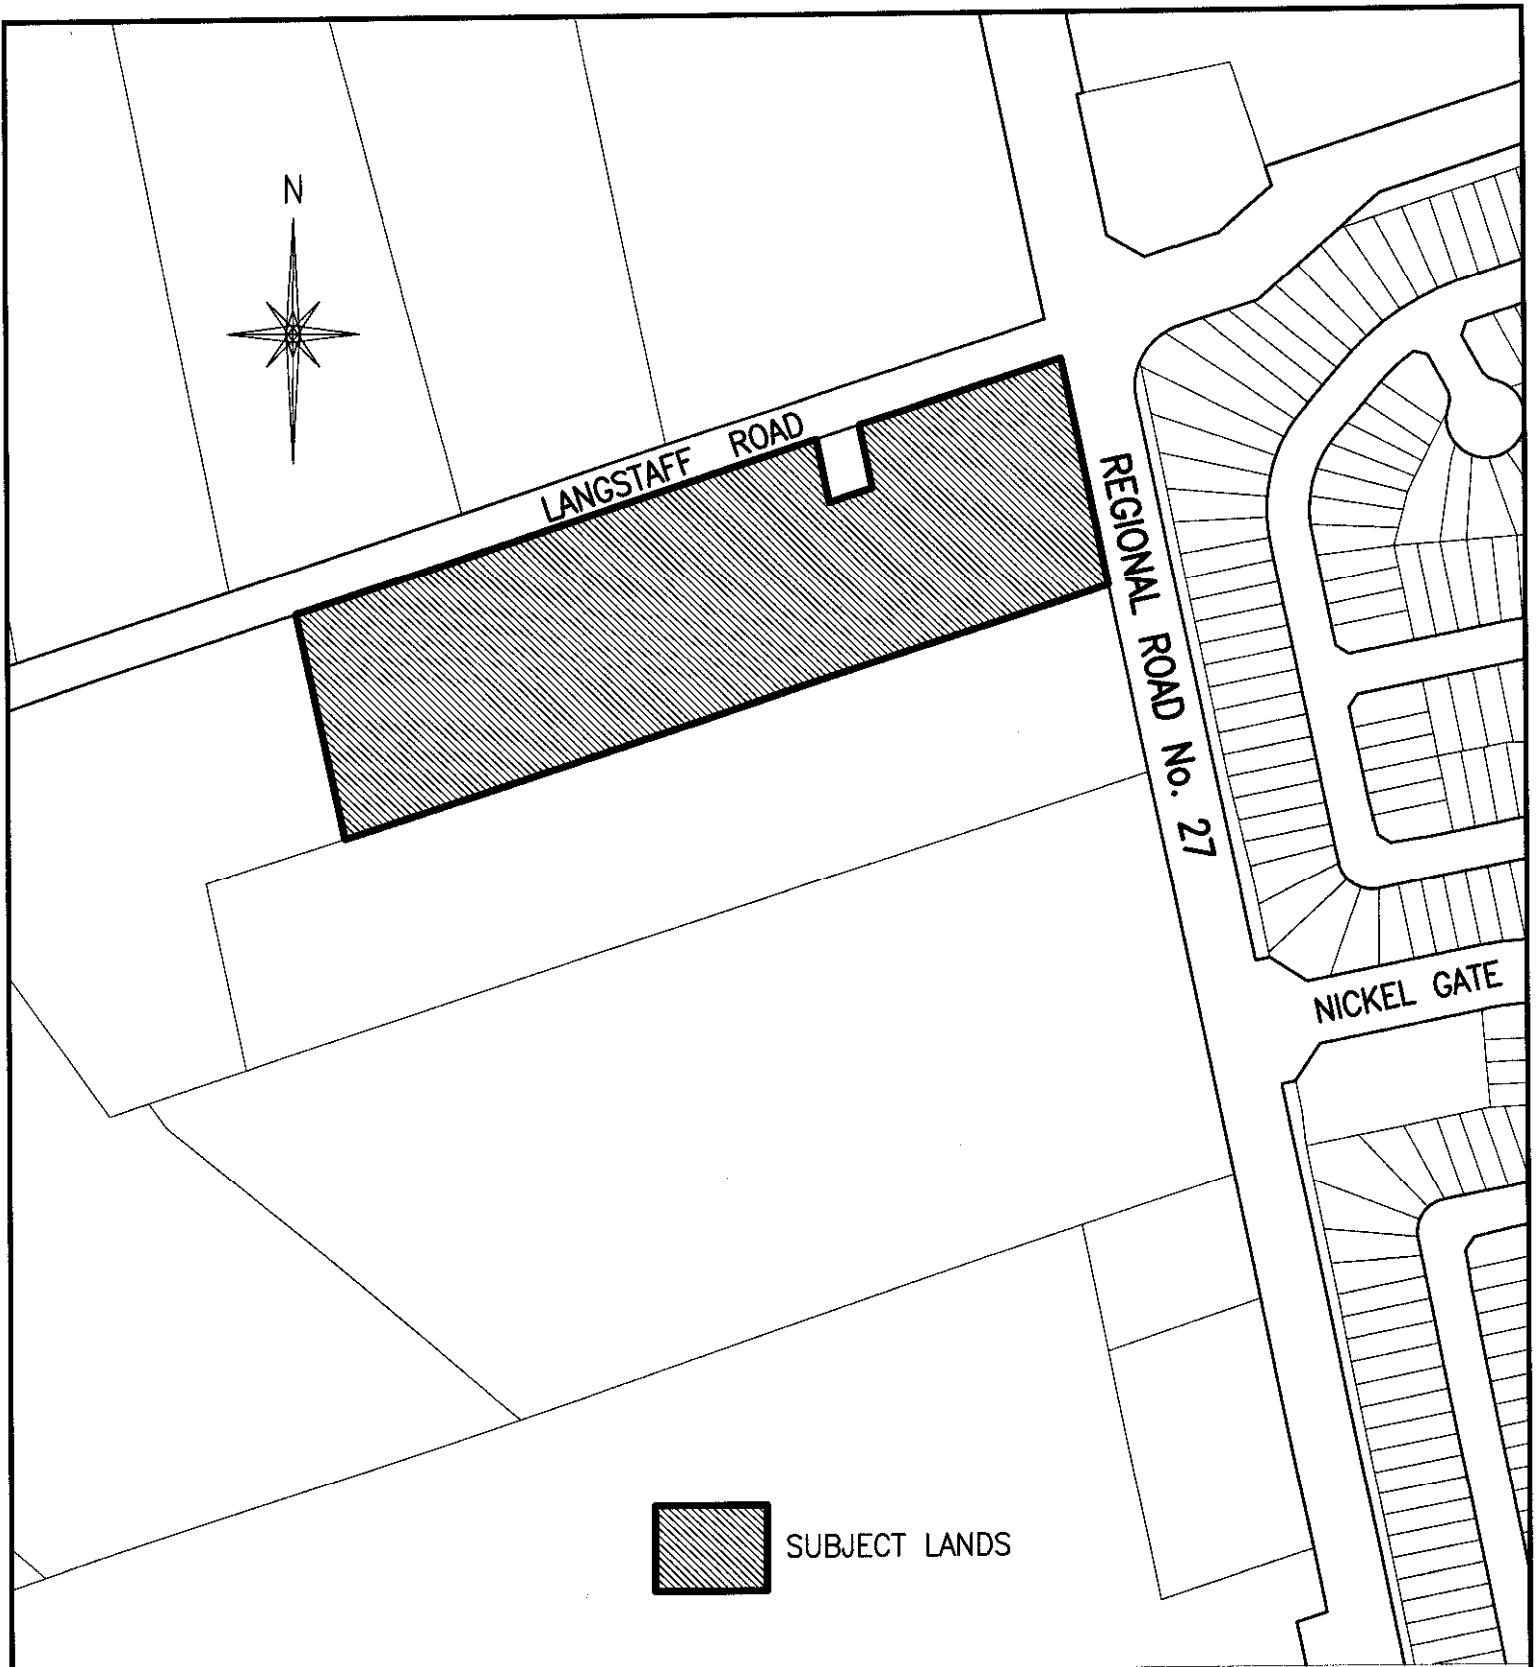 N
LANGSTAFF ROAD
REGIONAL ROAD No. 27
NICKEL GATE
SUBJECT LANDS